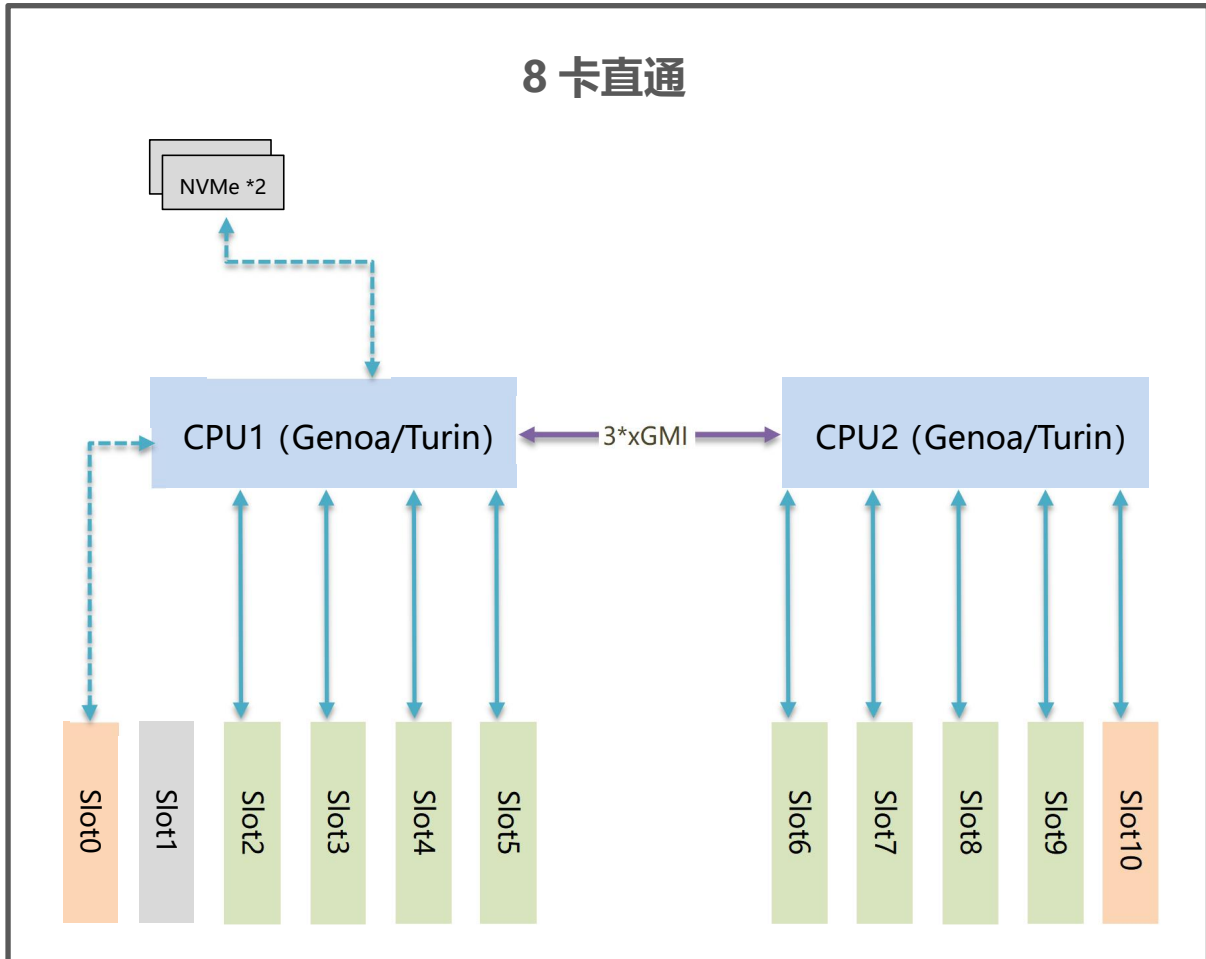 8 卡直通
NVMe *2
CPU1 (Genoa/Turin)
3*xGMI
CPU2 (Genoa/Turin)
Slot0
Slot1
Slot2
Slot3
Slot4
Slot5
Slot6
Slot7
Slot8
Slot9
Slot10